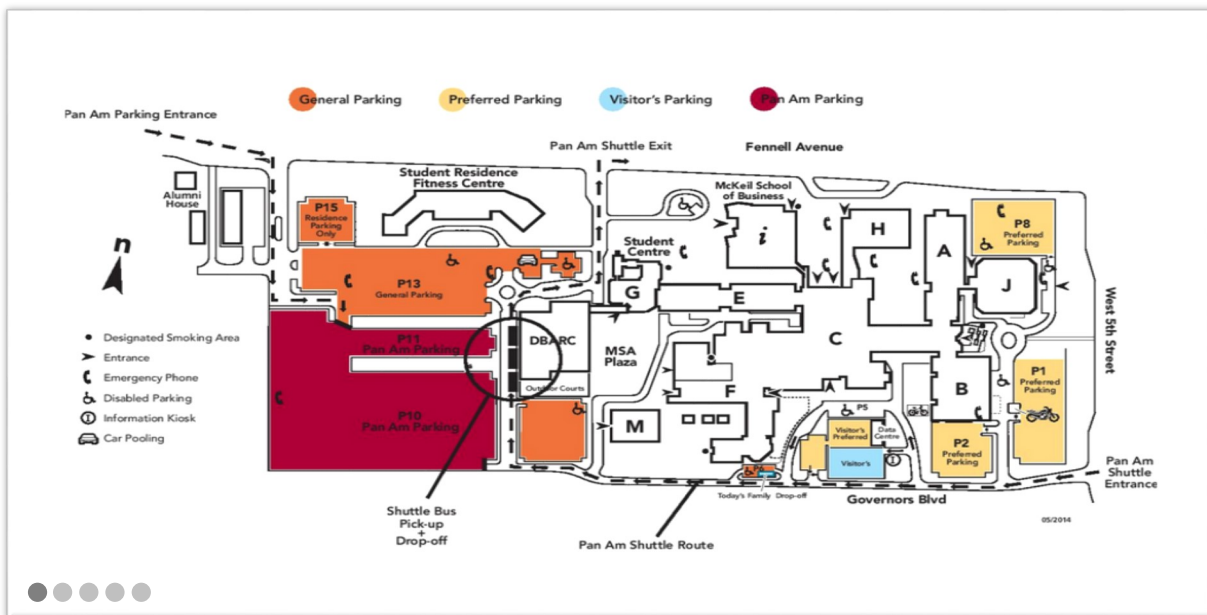 General Parking
Preferred Parking
Visitor's Parking
Pan Am Parking
Pan Am Parking Entrance
Pan Am Shuttle Exit
Fennell Avenue
Alumni
House
Student Residence
Fitness Centre
McKeil School
of Business
P15
Residence
Parking
Only
P8
Preferred
Parking
Student
Centre
i
H
A
J
G
E
n
P13
General Parking
West 5th Street
Designated Smoking Area
Entrance
Emergency Phone
Disabled Parking
Information Kiosk
Car Pooling
P11
Pan Am Parking
DBARC
MSA
Plaza
C
Outdoor Courts
F
B
P1
Preferred
Parking
P10
Pan Am Parking
M
P5
Visitor's
Preferred
Data
Centre
Visitor's
P2
Preferred
Parking
Pan Am
Shuttle
Entrance
Today's Family Drop-off
Governors Blvd
Shuttle Bus
Pick-up
+
Drop-off
Pan Am Shuttle Route
05/2014